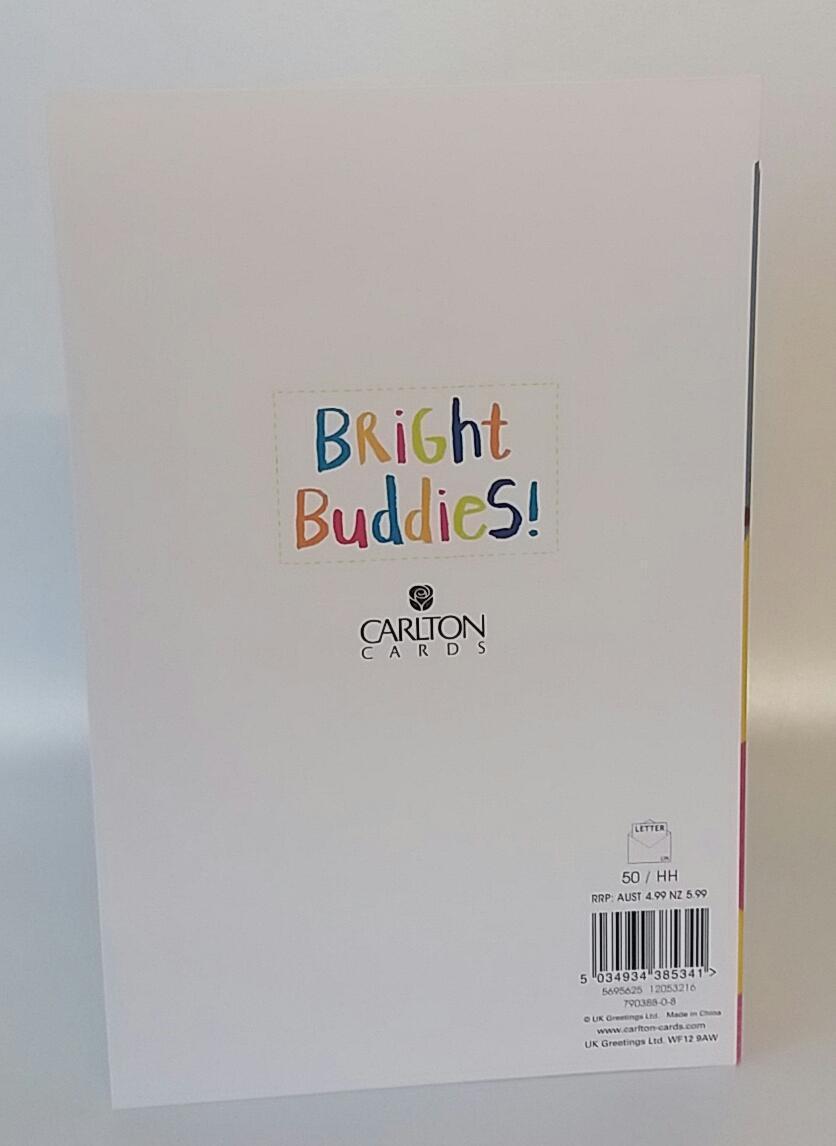 BRiGht
BuddieS!
CARLTON
CARDS
LETTER
50 / HH
RRP: AUST 4.99 NZ 5.99
5 034934 385341 >
5695625 12053216
790388-0-8
© UK Greetings Ltd. Made in China
www.carlton-cards.com
UK Greetings Ltd. WF12 9AW